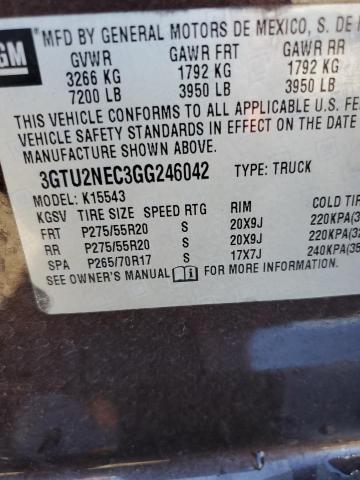 GM
MFD BY GENERAL MOTORS DE MEXICO, S. DE
GVWR GAWR FRT GAWR RR
3266 KG 1792 KG 1792 KG
7200 LB 3950 LB 3950 LB
THIS VEHICLE CONFORMS TO ALL APPLICABLE U.S. FE
VEHICLE SAFETY STANDARDS IN EFFECT ON THE DATE
MANUFACTURE SHOWN ABOVE.
3GTU2NEC3GG246042 TYPE: TRUCK
MODEL: K15543
KGSV TIRE SIZE SPEED RTG RIM COLD TIR
FRT P275/55R20 S 20X9J 220KPA(32
RR P275/55R20 S 20X9J 220KPA(32
SPA P265/70R17 S 17X7J 240KPA(35
SEE OWNER'S MANUAL FOR MORE INFORMATION.